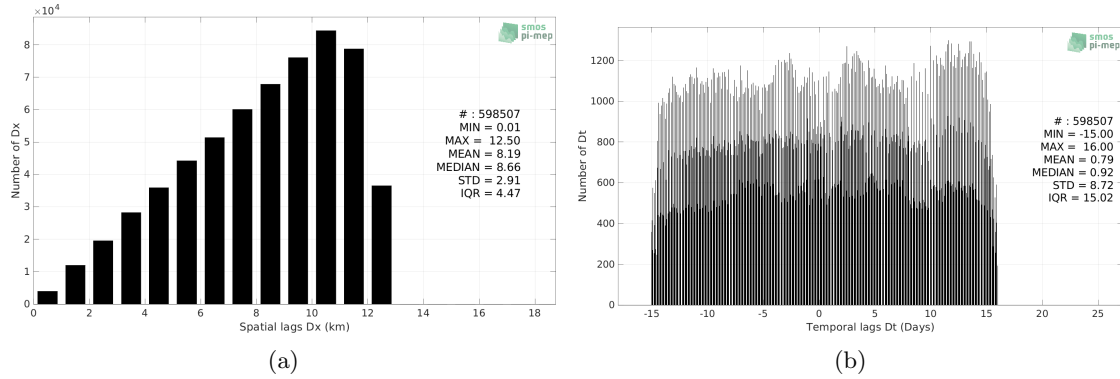 ×10⁴
8
7
6
5
4
3
2
1
0
Number of Dx
smos
pi-mep
# : 598507
MIN = 0.01
MAX = 12.50
MEAN = 8.19
MEDIAN = 8.66
STD = 2.91
IQR = 4.47
0 2 4 6 8 10 12 14 16 18
Spatial lags Dx (km)
(a)
1200
1000
800
600
400
200
0
Number of Dt
smos
pi-mep
# : 598507
MIN = -15.00
MAX = 16.00
MEAN = 0.79
MEDIAN = 0.92
STD = 8.72
IQR = 15.02
-15 -10 -5 0 5 10 15 20 25
Temporal lags Dt (Days)
(b)